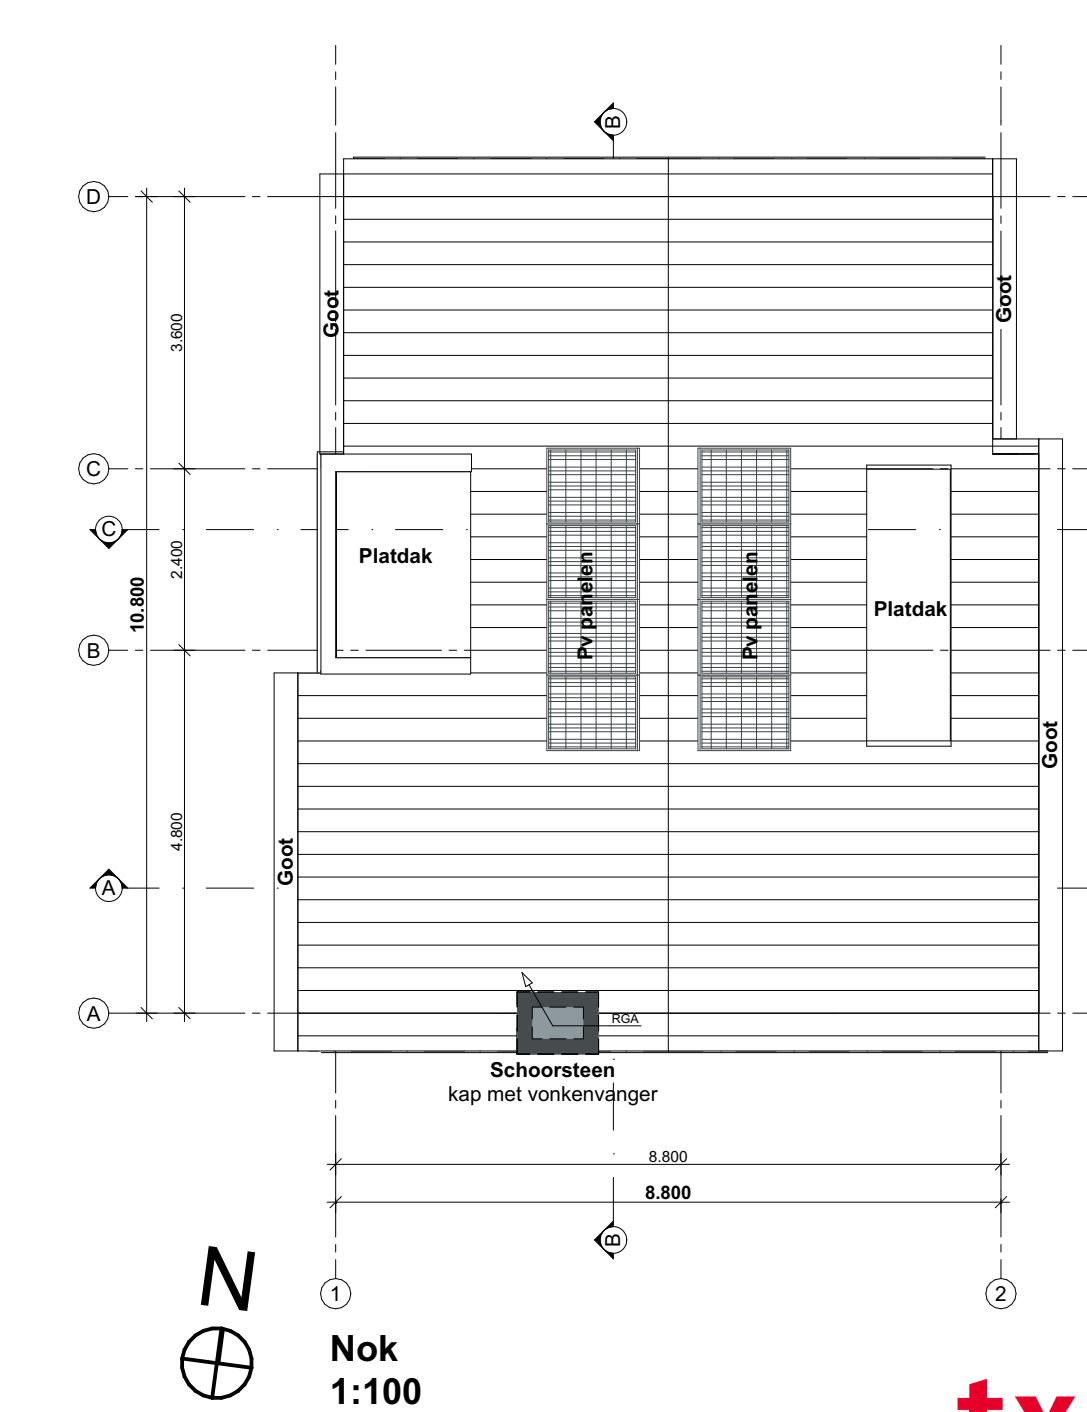 B
D
Goot
Goot
3.600
C
C
Platdak
Pv panelen
Pv panelen
2.400
10.800
Platdak
B
Goot
4.800
Goot
A
A
RGA
Schoorsteen
kap met vonkenvanger
8.800
8.800
B
N
1
2
Nok
1:100